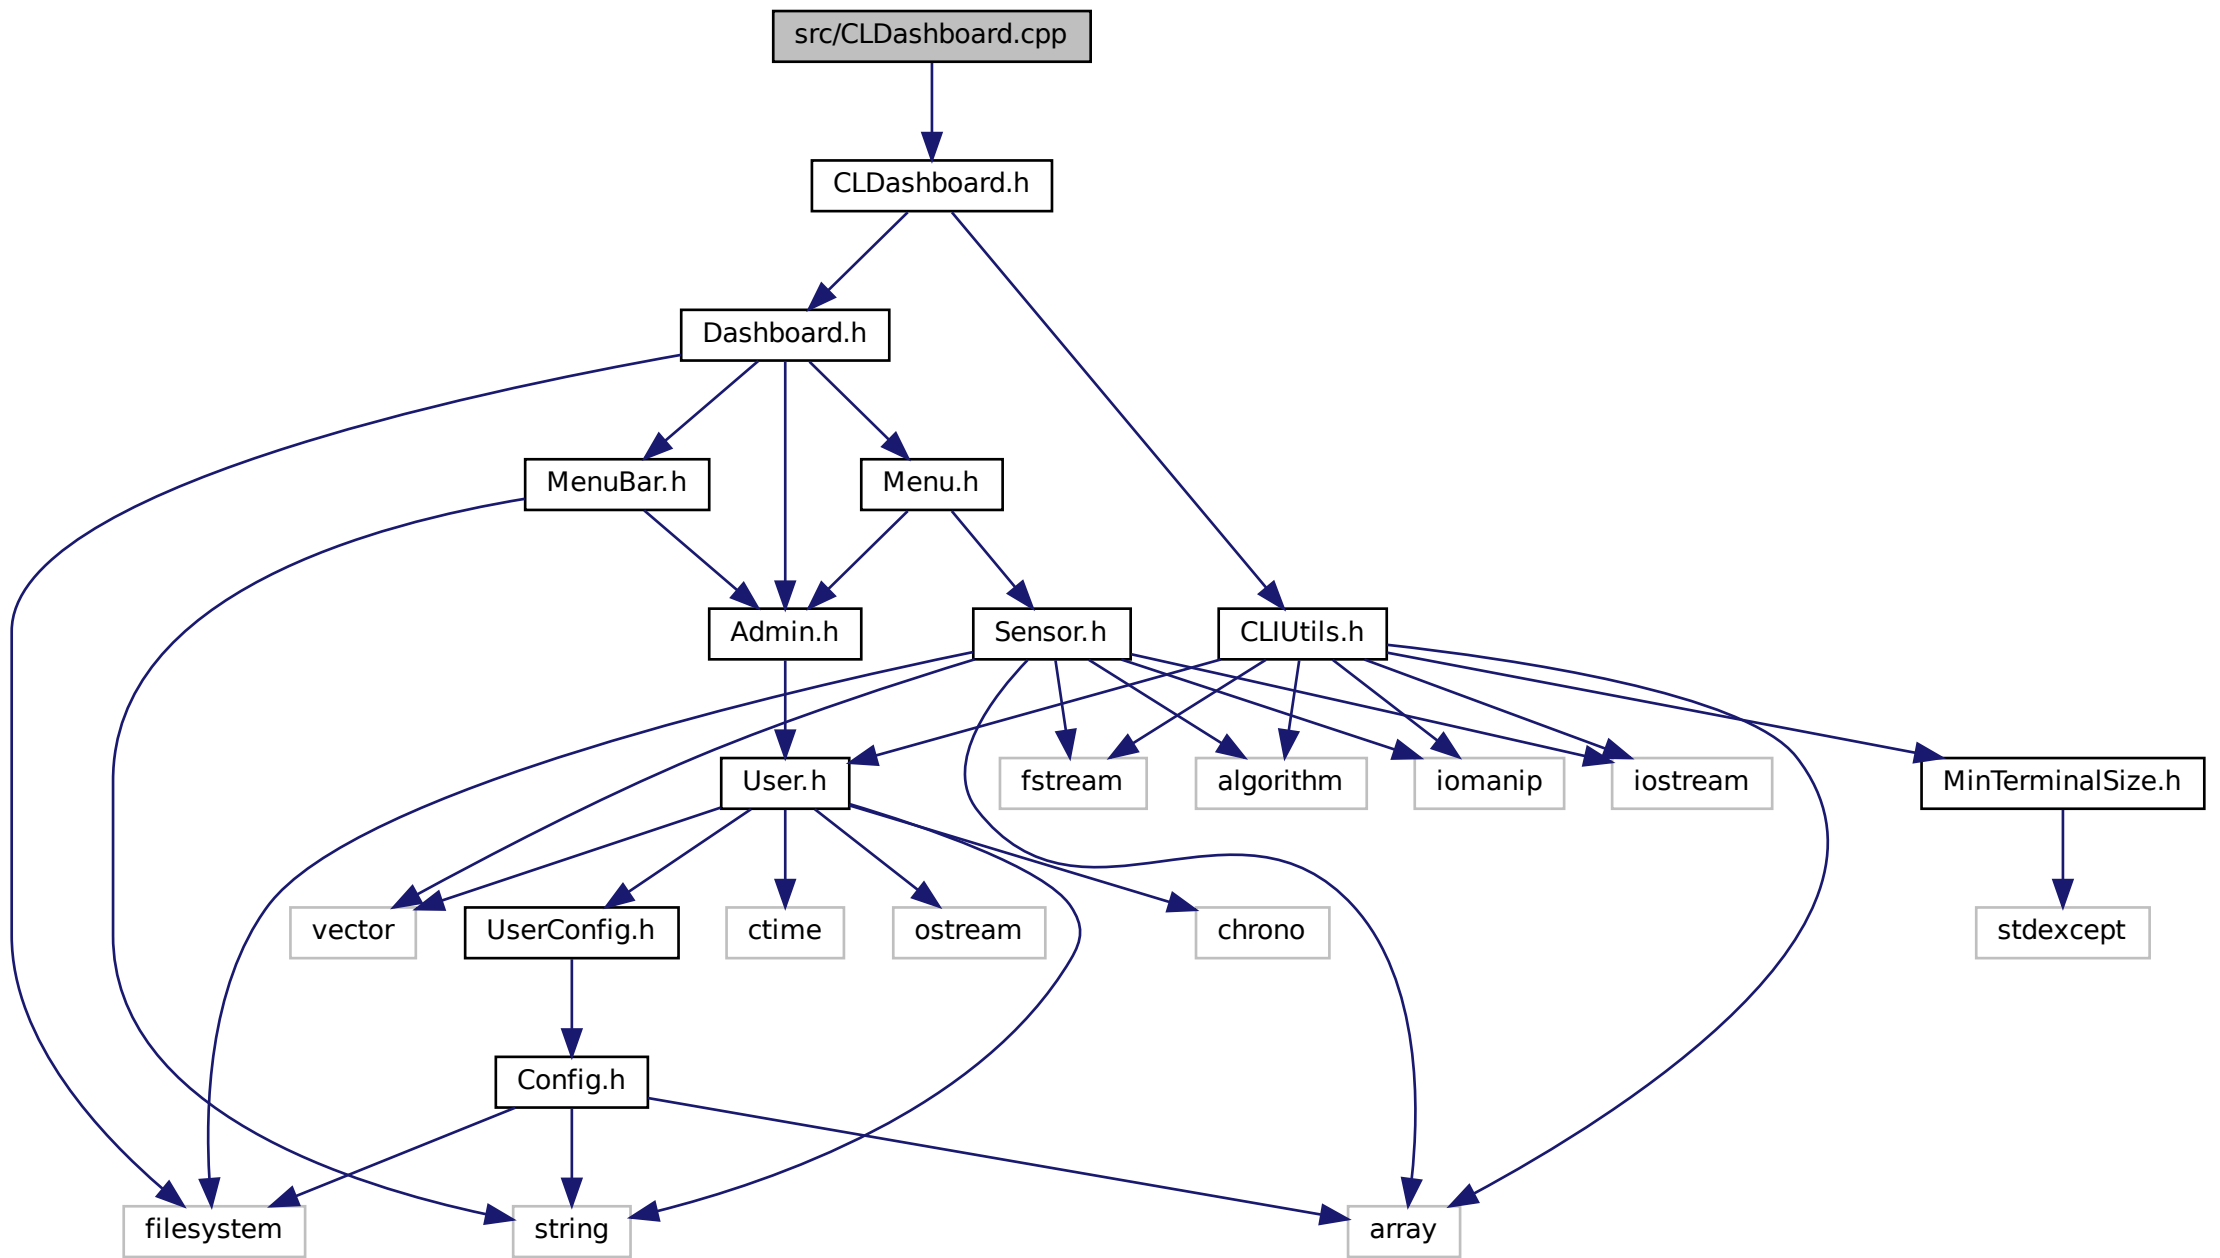 src/CLDashboard.cpp
CLDashboard.h
Dashboard.h
MenuBar.h
Menu.h
Admin.h
Sensor.h
CLIUtils.h
User.h
fstream
algorithm
iomanip
iostream
MinTerminalSize.h
vector
UserConfig.h
ctime
ostream
chrono
stdexcept
Config.h
filesystem
string
array